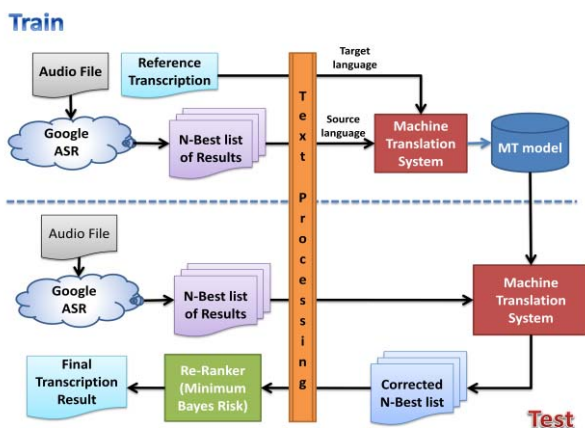 Train
Audio File
Reference
Transcription
Target
language
Google
ASR
N-Best list
of Results
Source
language
Machine
Translation
System
MT model
Text Processing
Audio File
Google
ASR
N-Best list
of Results
Machine
Translation
System
Final
Transcription
Result
Re-Ranker
(Minimum
Bayes Risk)
Corrected
N-Best list
Test